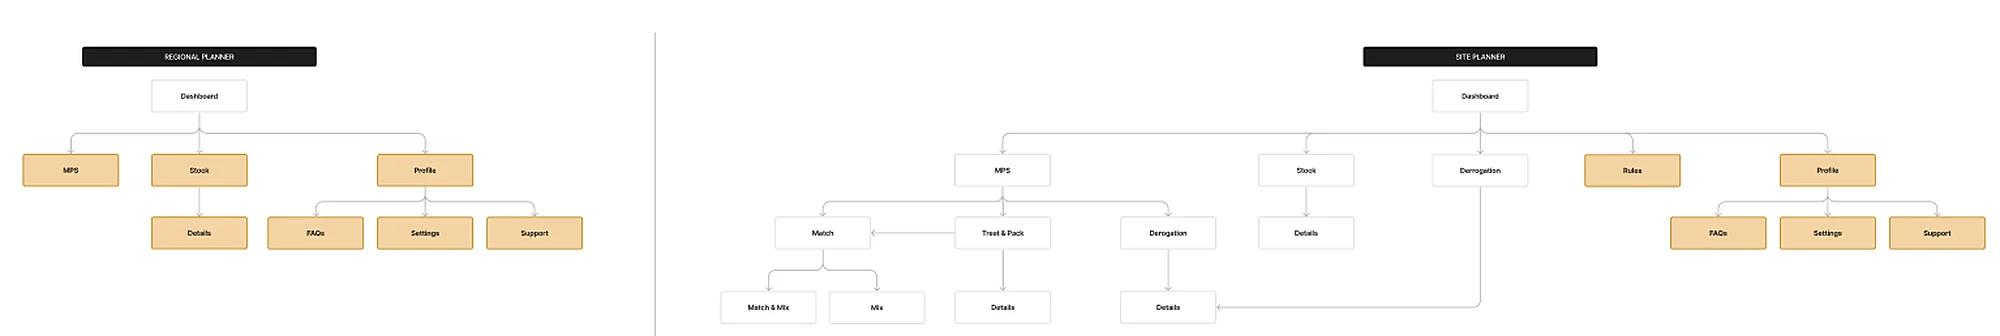 REGIONAL PLANNER
Dashboard
MPS
Stock
Profile
Details
FAQs
Settings
Support
SITE PLANNER
Dashboard
MPS
Stock
Derrogation
Rules
Profile
Match
Treat & Pack
Derogation
Details
FAQs
Settings
Support
Match & Mix
Mix
Details
Details